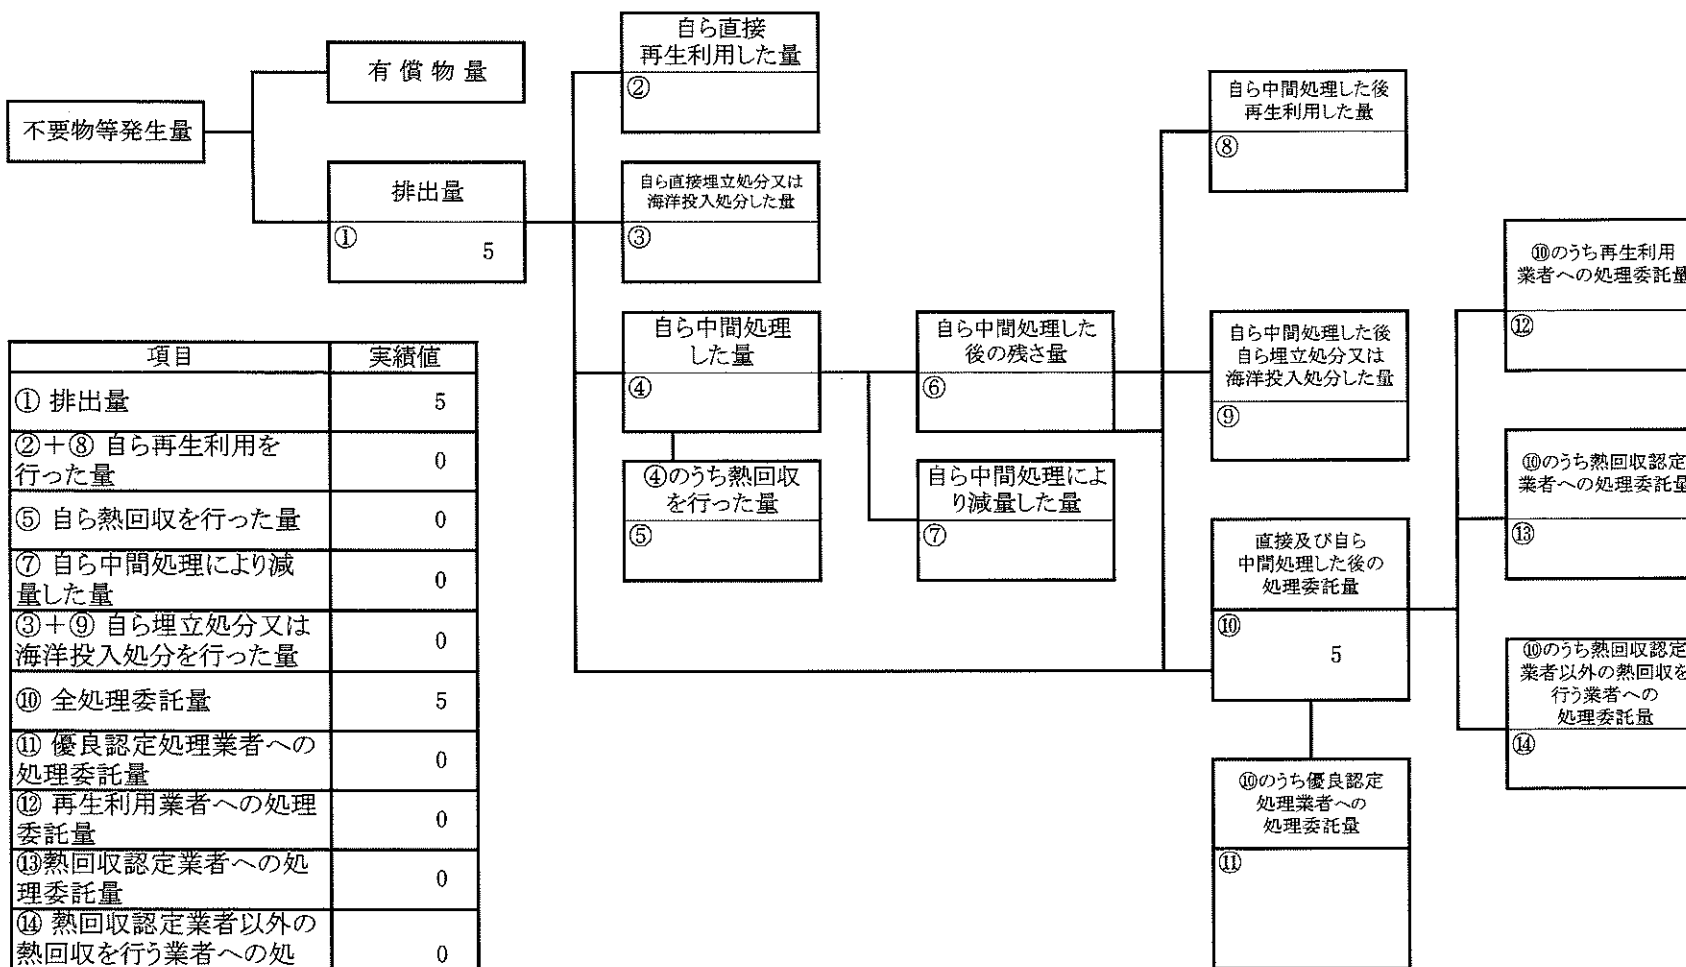 不要物等発生量
有 償 物 量
排出量
①
5
自ら直接
再生利用した量
②
自ら直接埋立処分又は
海洋投入処分した量
③
自ら中間処理
した量
④
④のうち熱回収
を行った量
⑤
自ら中間処理した
後の残さ量
⑥
自ら中間処理によ
り減量した量
⑦
自ら中間処理した後
再生利用した量
⑧
自ら中間処理した後
自ら埋立処分又は
海洋投入処分した量
⑨
直接及び自ら
中間処理した後の
処理委託量
⑩
5
⑩のうち優良認定
処理業者への
処理委託量
⑪
⑩のうち再生利用
業者への処理委託量
⑫
⑩のうち熱回収認定
業者への処理委託量
⑬
⑩のうち熱回収認定
業者以外の熱回収を
行う業者への
処理委託量
⑭
項目 実績値
① 排出量 5
②＋⑧ 自ら再生利用を
行った量 0
⑤ 自ら熱回収を行った量 0
⑦ 自ら中間処理により減
量した量 0
③＋⑨ 自ら埋立処分又は
海洋投入処分を行った量 0
⑩ 全処理委託量 5
⑪ 優良認定処理業者への
処理委託量 0
⑫ 再生利用業者への処理
委託量 0
⑬熱回収認定業者への処
理委託量 0
⑭ 熱回収認定業者以外の
熱回収を行う業者への処 0